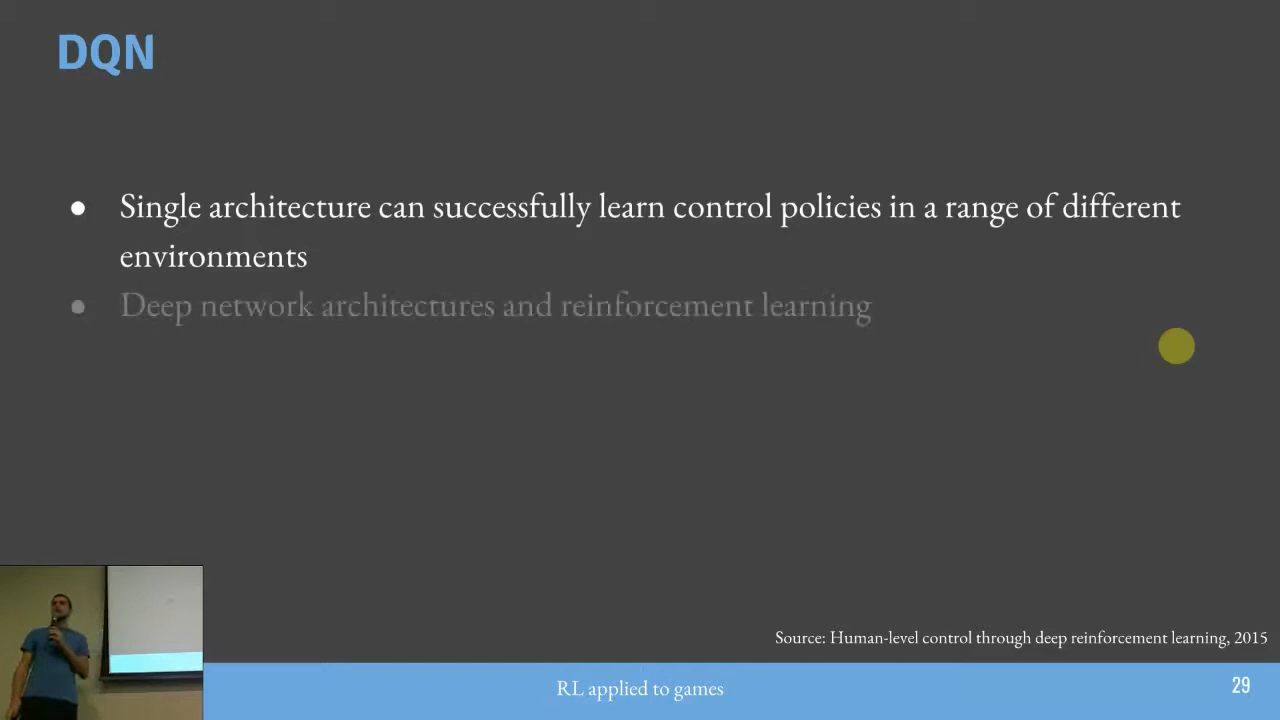 DQN
● Single architecture can successfully learn control policies in a range of different
environments
● Deep network architectures and reinforcement learning
Source: Human-level control through deep reinforcement learning, 2015
RL applied to games
29